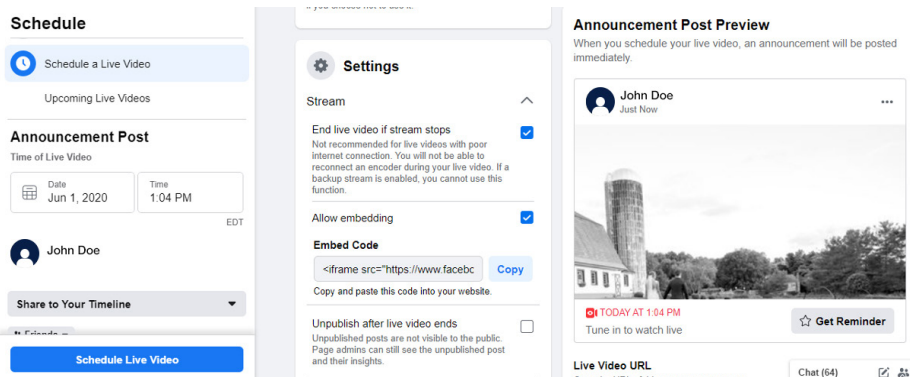 Schedule
Schedule a Live Video
Upcoming Live Videos
Announcement Post
Time of Live Video
Date
Jun 1, 2020
Time
1:04 PM
EDT
John Doe
Share to Your Timeline
Friends
Schedule Live Video
if you choose not to use it.
Settings
Stream
End live video if stream stops
Not recommended for live videos with poor
internet connection. You will not be able to
reconnect an encoder during your live video. If a
backup stream is enabled, you cannot use this
function.
Allow embedding
Embed Code
<iframe src="https://www.facebc
Copy
Copy and paste this code into your website.
Unpublish after live video ends
Unpublished posts are not visible to the public.
Page admins can still see the unpublished post
and their insights.
Announcement Post Preview
When you schedule your live video, an announcement will be posted
immediately.
John Doe
Just Now
TODAY AT 1:04 PM
Tune in to watch live
Get Reminder
Live Video URL
Chat (64)